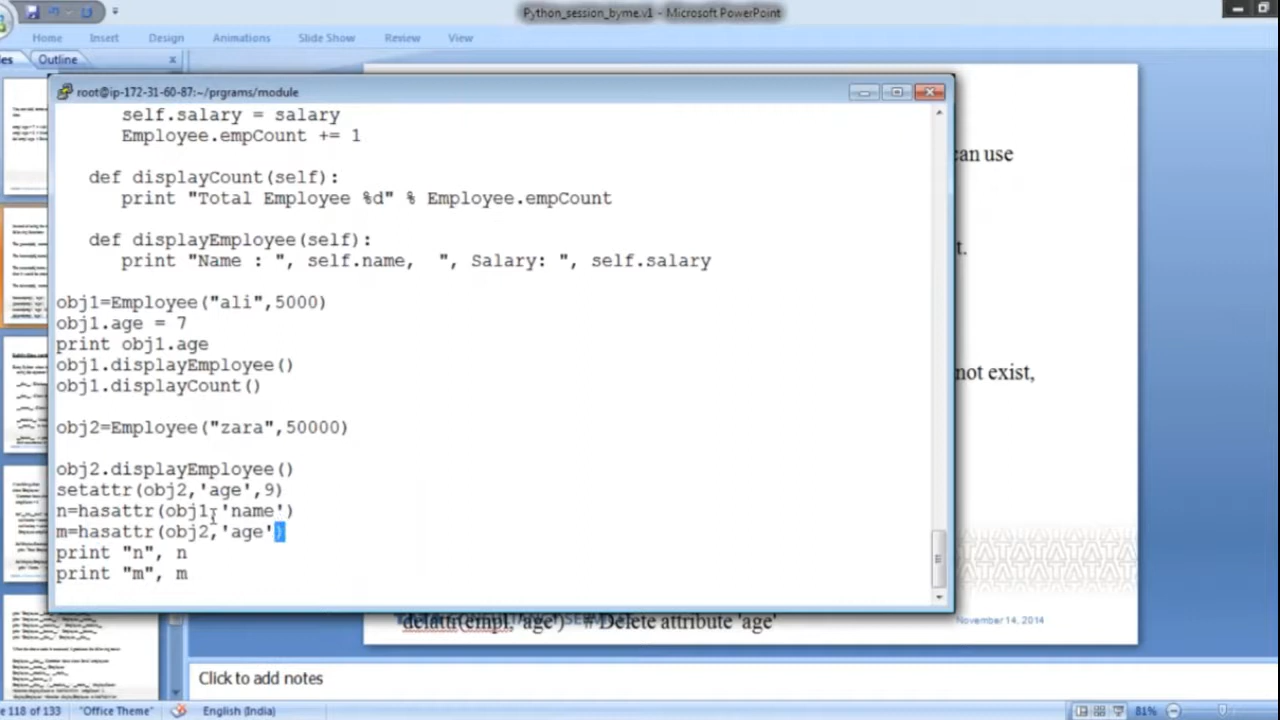 Python_session_byme.v1 - Microsoft PowerPoint
Home Insert Design Animations Slide Show Review View
Outline
root@ip-172-31-60-87:~/prgrams/module
self.salary = salary
Employee.empCount += 1
def displayCount(self):
print "Total Employee %d" % Employee.empCount
def displayEmployee(self):
print "Name : ", self.name,  ", Salary: ", self.salary
obj1=Employee("ali",5000)
obj1.age = 7
print obj1.age
obj1.displayEmployee()
obj1.displayCount()
obj2=Employee("zara",50000)
obj2.displayEmployee()
setattr(obj2,'age',9)
n=hasattr(obj1,'name')
m=hasattr(obj2,'age')
print "n", n
print "m", m
can use
t.
not exist,
delattr(empl, 'age') # Delete attribute 'age'
November 14, 2014
Click to add notes
118 of 133 "Office Theme" English (India) 81%